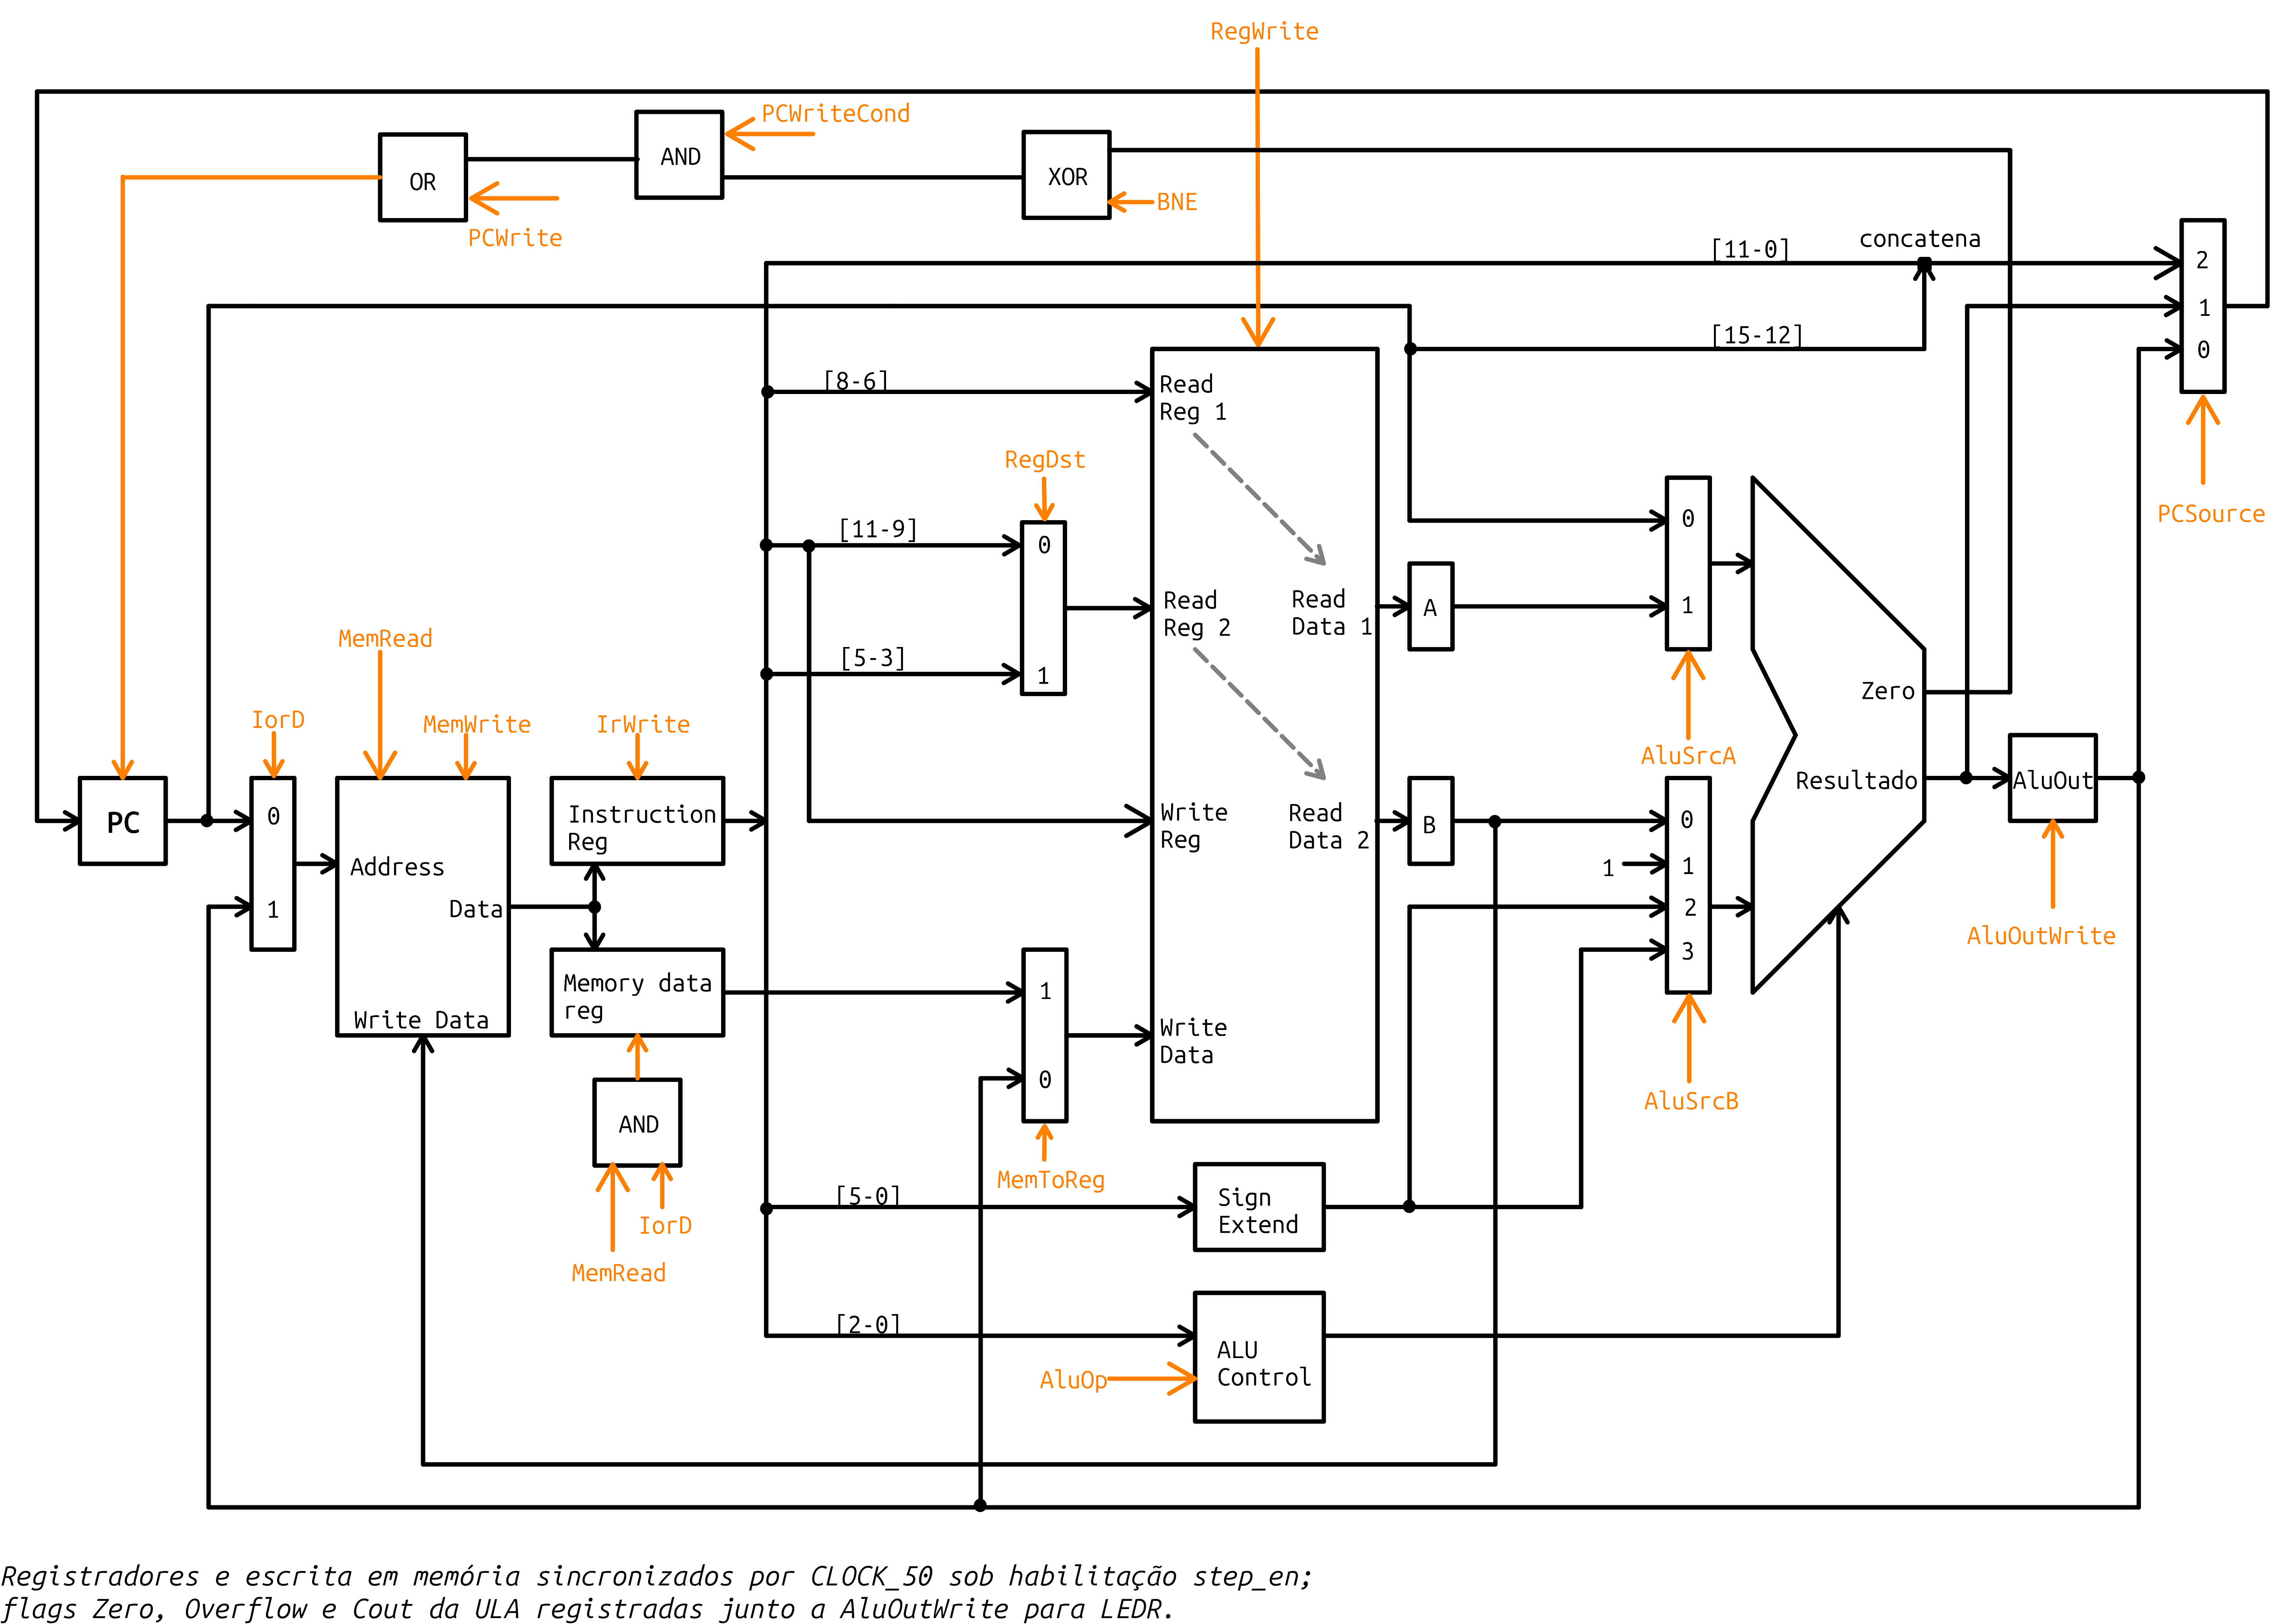 RegWrite
PCWriteCond
AND
OR
XOR
BNE
PCWrite
[11-0]
concatena
2
1
0
[15-12]
[8-6]
Read
Reg 1
RegDst
[11-9]
0
[5-3]
1
Read
Reg 2
Read
Data 1
A
0
1
PCSource
MemRead
IorD
MemWrite
IrWrite
Zero
AluSrcA
Resultado
AluOut
PC
0
1
Address
Data
Write Data
Instruction
Reg
Write
Reg
Read
Data 2
B
0
1
1
2
3
AluOutWrite
Memory data
reg
1
0
Write
Data
AND
MemToReg
AluSrcB
IorD
MemRead
[5-0]
Sign
Extend
[2-0]
ALU
Control
AluOp
Registradores e escrita em memória sincronizados por CLOCK_50 sob habilitação step_en;
flags Zero, Overflow e Cout da ULA registradas junto a AluOutWrite para LEDR.